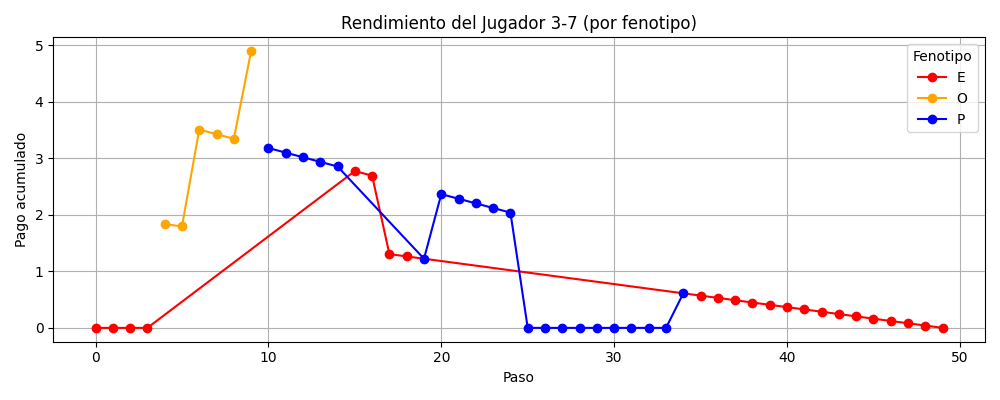 Rendimiento del Jugador 3-7 (por fenotipo)
Pago acumulado
5
4
3
2
1
0
Fenotipo
E
O
P
0 10 20 30 40 50
Paso